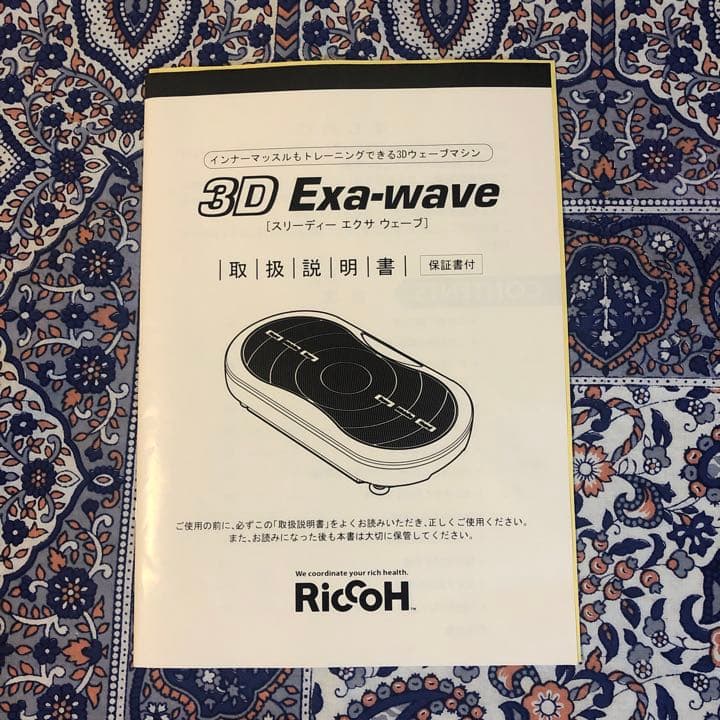 インナーマッスルもトレーニングできる3Dウェーブマシン
3D Exa-wave
[スリーディー エクサ ウェーブ]
取扱説明書 保証書付
ご使用の前に、必ずこの「取扱説明書」をよくお読みいただき、正しくご使用ください。
また、お読みになった後も本書は大切に保管してください。
We coordinate your rich health.
RiccoH™